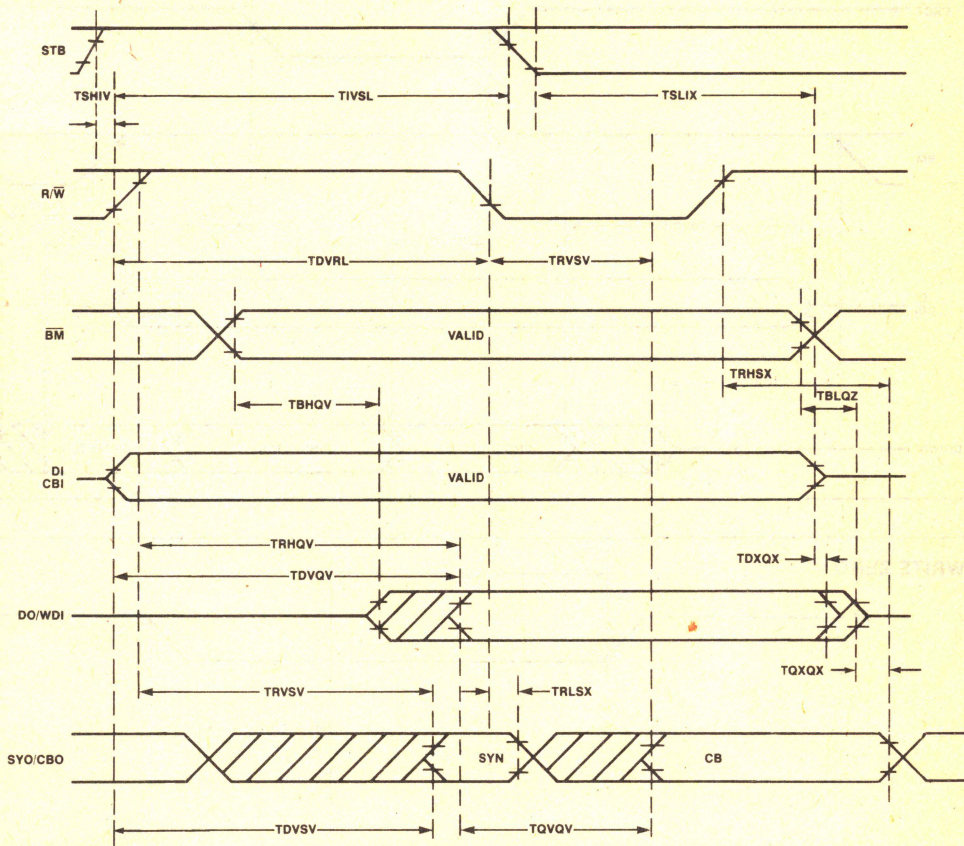 STB
TSHIV
TIVSL
TSLIX
R/W̅
TDVRL
TRVSV
B̅M̅
VALID
TRHSX
TBHQV
TBLQZ
DI
CBI
VALID
TRHQV
TDXQX
TDVQV
DO/WDI
TQXQX
TRVSV
TRLSX
SYO/CBO
SYN
CB
TDVSV
TQVQV